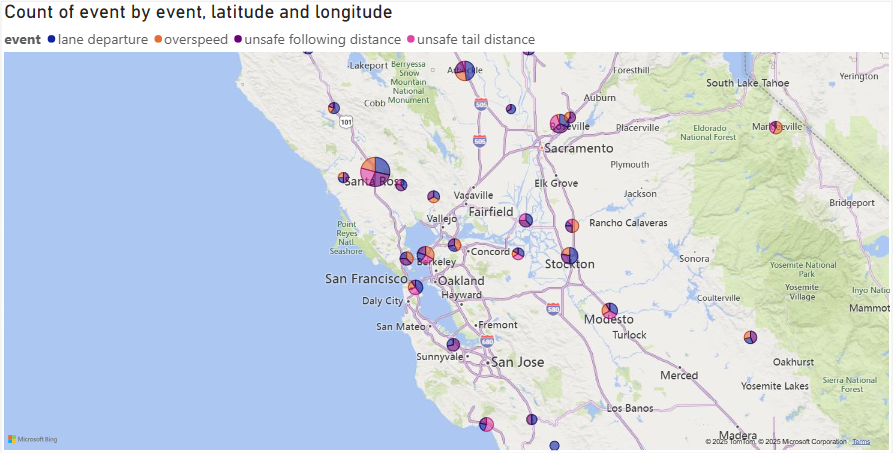 Count of event by event, latitude and longitude
event lane departure overspeed unsafe following distance unsafe tail distance
Lakeport
Berryessa
Snow
Mountain
National
Monument
Foresthill
South Lake Tahoe
Yerington
505
Cobb
Auburn
101
Placerville
Eldorado
National Forest
505
Sacramento
Plymouth
Santa Ros
Elk Grove
Jackson
Vacaville
Bridgeport
Vallejo
Fairfield
Rancho Calaveras
Point
Reyes
Natl
Seashore
Concord
Sonora
Berkeley
Stockton
Yosemite National
Park
San Francisco
Oakland
Yosemite
Village
Inyo Natio
Daly City
Hayward
Coulterville
Mammot
580
San Mateo
Fremont
Modesto
Turlock
680
Sunnyvale
San Jose
Oakhurst
Merced
Yosemite Lakes
Sierra National
Forest
Los Banos
Madera
Microsoft Bing
© 2025 TomTom, © 2025 Microsoft Corporation Terms